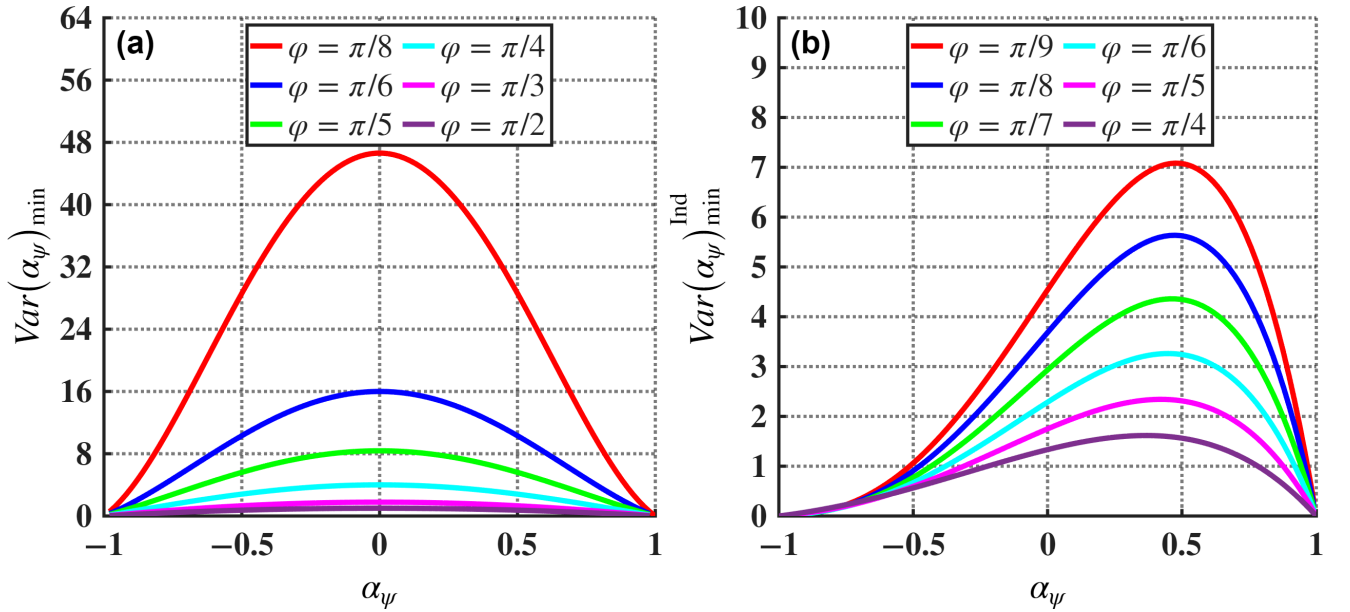 (a)
φ = π/8 φ = π/4
φ = π/6 φ = π/3
φ = π/5 φ = π/2
64
56
48
40
32
24
16
8
0
−1 −0.5 0 0.5 1
Var(αψ)min
αψ
(b)
φ = π/9 φ = π/6
φ = π/8 φ = π/5
φ = π/7 φ = π/4
10
9
8
7
6
5
4
3
2
1
0
−1 −0.5 0 0.5 1
Var(αψ)minInd
αψ